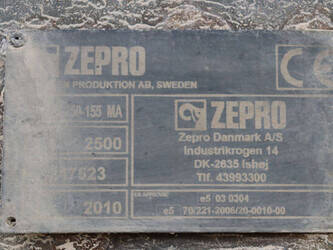 ZEPRO
PRODUKTION AB, SWEDEN
CE
155 MA
2500
ZEPRO
Zepro Danmark A/S
Industrikrogen 14
DK-2635 Ishøj
Tlf. 43993300
7523
2010
e5 03 0304
e5 70/221-2006/20-0010-00